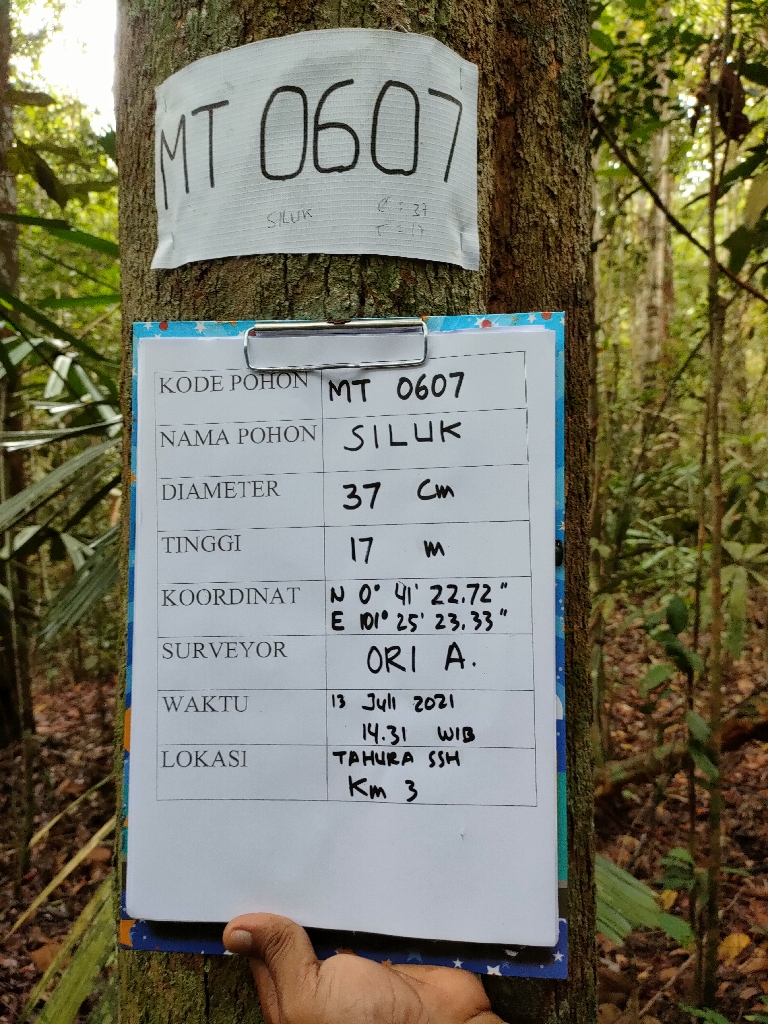 MT 0607
SILUK
C : 37
T = 17
KODE POHON MT 0607
NAMA POHON SILUK
DIAMETER 37 Cm
TINGGI 17 m
KOORDINAT N 0° 41' 22.72"
E 101° 25' 23.33"
SURVEYOR ORI A.
WAKTU 13 Juli 2021
14.31 WIB
LOKASI TAHURA SSH
Km 3